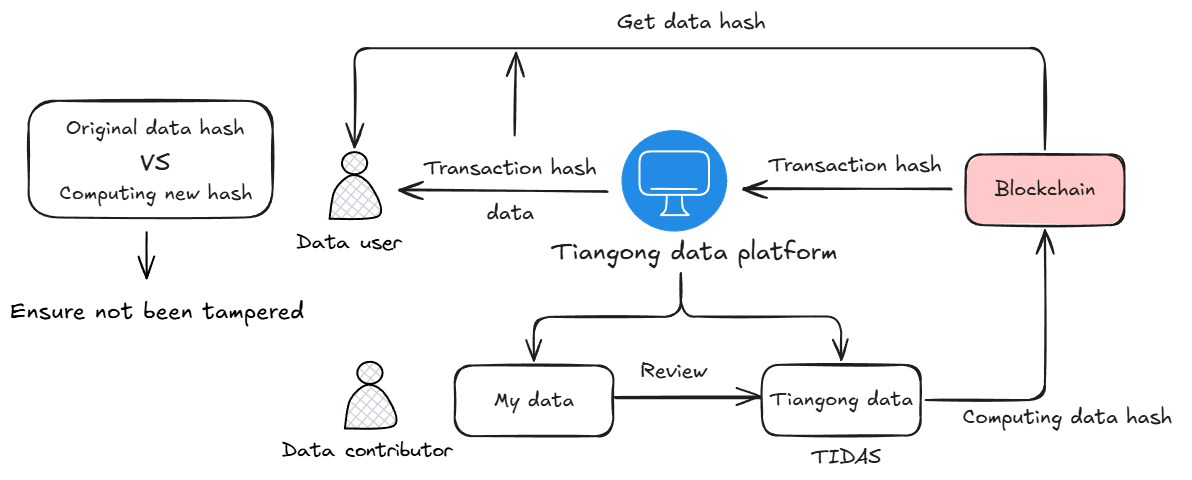 Get data hash
Original data hash
VS
Computing new hash
Transaction hash
data
Transaction hash
Blockchain
Data user
Tiangong data platform
Ensure not been tampered
My data
Review
Tiangong data
Computing data hash
Data contributor
TIDAS